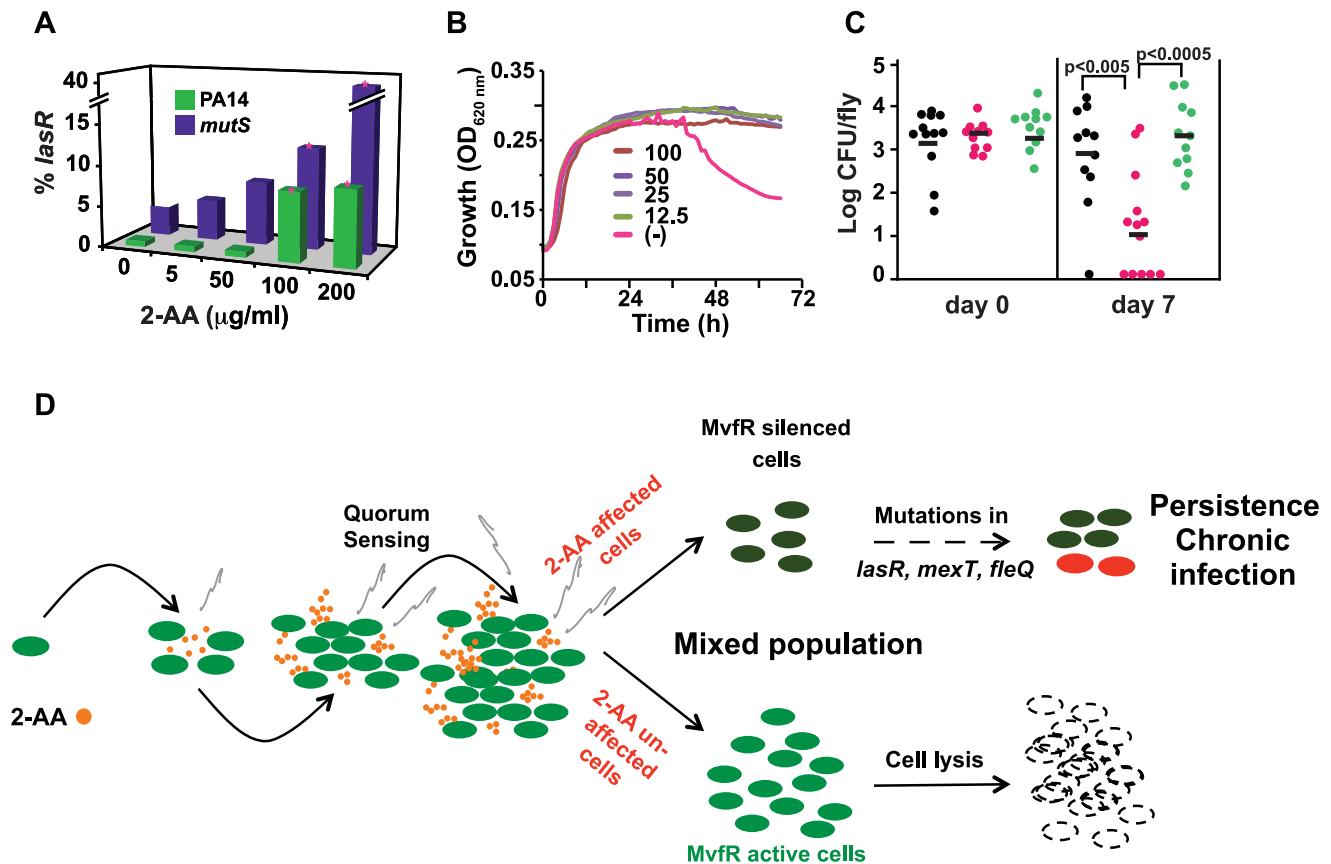 A
40
15
10
5
0
% lasR
PA14
mutS
0
5
50
100
200
2-AA (μg/ml)
B
0.35
0.25
0.15
0.05
Growth (OD620 nm)
100
50
25
12.5
(-)
0
24
48
72
Time (h)
C
p<0.005
p<0.0005
5
4
3
2
1
0
Log CFU/fly
day 0
day 7
D
2-AA
Quorum
Sensing
2-AA affected
cells
2-AA un-
affected
cells
Mixed population
MvfR silenced
cells
Mutations in
lasR, mexT, fleQ
Persistence
Chronic
infection
MvfR active cells
Cell lysis